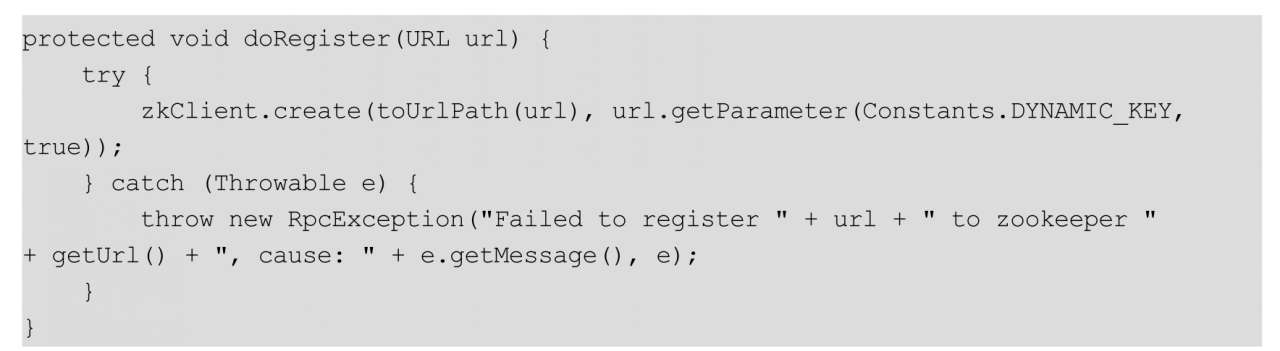 protected void doRegister(URL url) {
    try {
        zkClient.create(toUrlPath(url), url.getParameter(Constants.DYNAMIC_KEY,
true));
    } catch (Throwable e) {
        throw new RpcException("Failed to register " + url + " to zookeeper "
+ getUrl() + ", cause: " + e.getMessage(), e);
    }
}